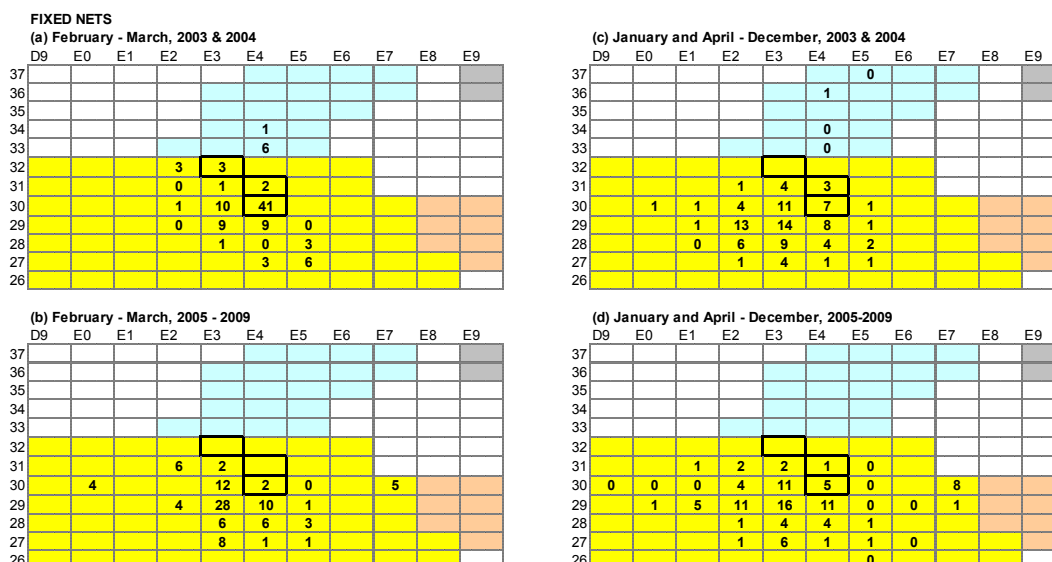 FIXED NETS
(a) February - March, 2003 & 2004
D9 E0 E1 E2 E3 E4 E5 E6 E7 E8 E9
37
36
35
34 1
33 6
32 3 3
31 0 1 2
30 1 10 41
29 0 9 9 0
28 1 0 3
27 3 6
26
(c) January and April - December, 2003 & 2004
D9 E0 E1 E2 E3 E4 E5 E6 E7 E8 E9
37 0
36 1
35
34 0
33 0
32
31 1 4 3
30 1 1 4 11 7 1
29 1 13 14 8 1
28 0 6 9 4 2
27 1 4 1 1
26
(b) February - March, 2005 - 2009
D9 E0 E1 E2 E3 E4 E5 E6 E7 E8 E9
37
36
35
34
33
32
31 6 2
30 4 12 2 0 5
29 4 28 10 1
28 6 6 3
27 8 1 1
26
(d) January and April - December, 2005-2009
D9 E0 E1 E2 E3 E4 E5 E6 E7 E8 E9
37
36
35
34
33
32
31 1 2 2 1 0
30 0 0 0 4 11 5 0 8
29 1 5 11 16 11 0 0 1
28 1 4 4 1
27 1 6 1 1 0
26 0